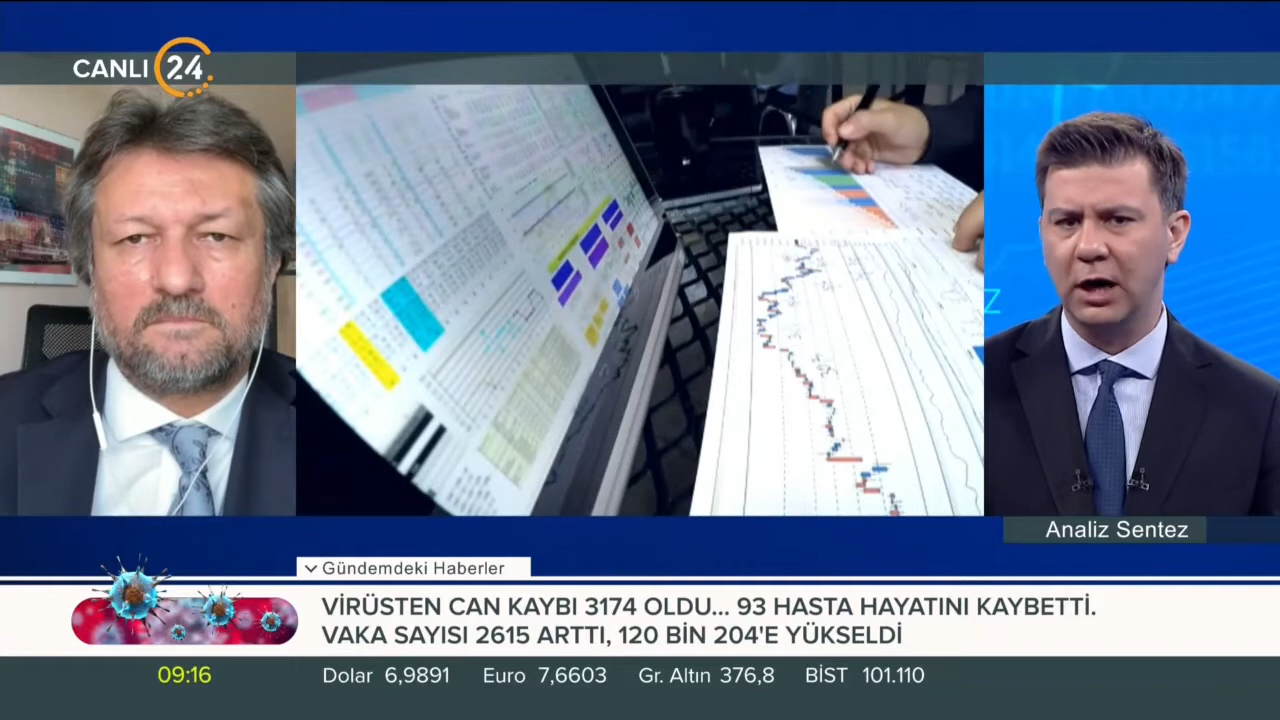 CANLI 24
Analiz Sentez
Gündemdeki Haberler
VİRÜSTEN CAN KAYBI 3174 OLDU... 93 HASTA HAYATINI KAYBETTİ.
VAKA SAYISI 2615 ARTTI, 120 BİN 204'E YÜKSELDİ
09:16 Dolar 6,9891 Euro 7,6603 Gr. Altın 376,8 BİST 101.110